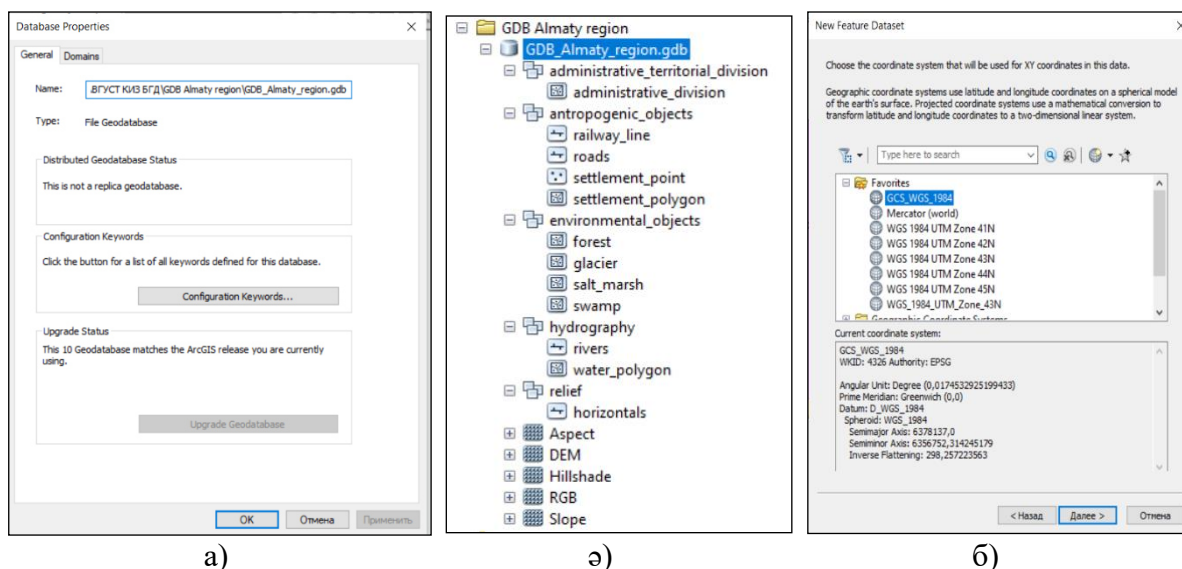 Database Properties
General Domains
Name: .ВГУСТ КИЗ БГД\GDB Almaty region\GDB_Almaty_region.gdb
Type: File Geodatabase
Distributed Geodatabase Status
This is not a replica geodatabase.
Configuration Keywords
Click the button for a list of all keywords defined for this database.
Configuration Keywords...
Upgrade Status
This 10 Geodatabase matches the ArcGIS release you are currently
using.
Upgrade Geodatabase
OK Отмена Применить
а)
GDB Almaty region
GDB_Almaty_region.gdb
administrative_territorial_division
administrative_division
antropogenic_objects
railway_line
roads
settlement_point
settlement_polygon
environmental_objects
forest
glacier
salt_marsh
swamp
hydrography
rivers
water_polygon
relief
horizontals
Aspect
DEM
Hillshade
RGB
Slope
ә)
New Feature Dataset
Choose the coordinate system that will be used for XY coordinates in this data.
Geographic coordinate systems use latitude and longitude coordinates on a spherical model
of the earth's surface. Projected coordinate systems use a mathematical conversion to
transform latitude and longitude coordinates to a two-dimensional linear system.
Type here to search
Favorites
GCS_WGS_1984
Mercator (world)
WGS 1984 UTM Zone 41N
WGS 1984 UTM Zone 42N
WGS 1984 UTM Zone 43N
WGS 1984 UTM Zone 44N
WGS 1984 UTM Zone 45N
WGS_1984_UTM_Zone_43N
Geographic Coordinate Systems
Current coordinate system:
GCS_WGS_1984
WKID: 4326 Authority: EPSG
Angular Unit: Degree (0,0174532925199433)
Prime Meridian: Greenwich (0,0)
Datum: D_WGS_1984
Spheroid: WGS_1984
Semimajor Axis: 6378137,0
Semiminor Axis: 6356752,314245179
Inverse Flattening: 298,257223563
< Назад Далее > Отмена
б)